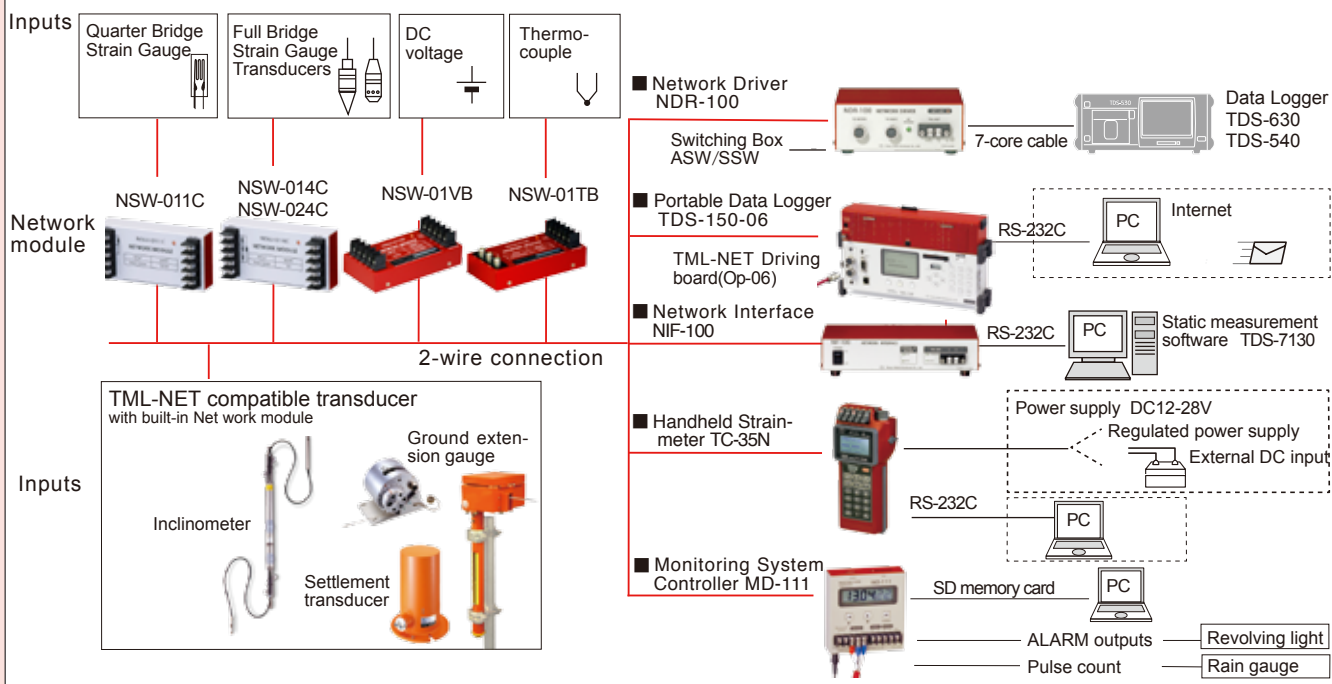 Inputs
Quarter Bridge
Strain Gauge
Full Bridge
Strain Gauge
Transducers
DC
voltage
Thermo-
couple
Network
module
NSW-011C
NSW-014C
NSW-024C
NSW-01VB
NSW-01TB
2-wire connection
Inputs
TML-NET compatible transducer
with built-in Net work module
Inclinometer
Ground exten-
sion gauge
Settlement
transducer
■ Network Driver
NDR-100
Switching Box
ASW/SSW
7-core cable
TDS-630
Data Logger
TDS-630
TDS-540
■ Portable Data Logger
TDS-150-06
TML-NET Driving
board(Op-06)
RS-232C
PC
Internet
■ Network Interface
NIF-100
RS-232C
PC
Static measurement
software TDS-7130
■ Handheld Strain-
meter TC-35N
Power supply DC12-28V
Regulated power supply
External DC input
RS-232C
PC
■ Monitoring System
Controller MD-111
SD memory card
PC
ALARM outputs
Revolving light
Pulse count
Rain gauge